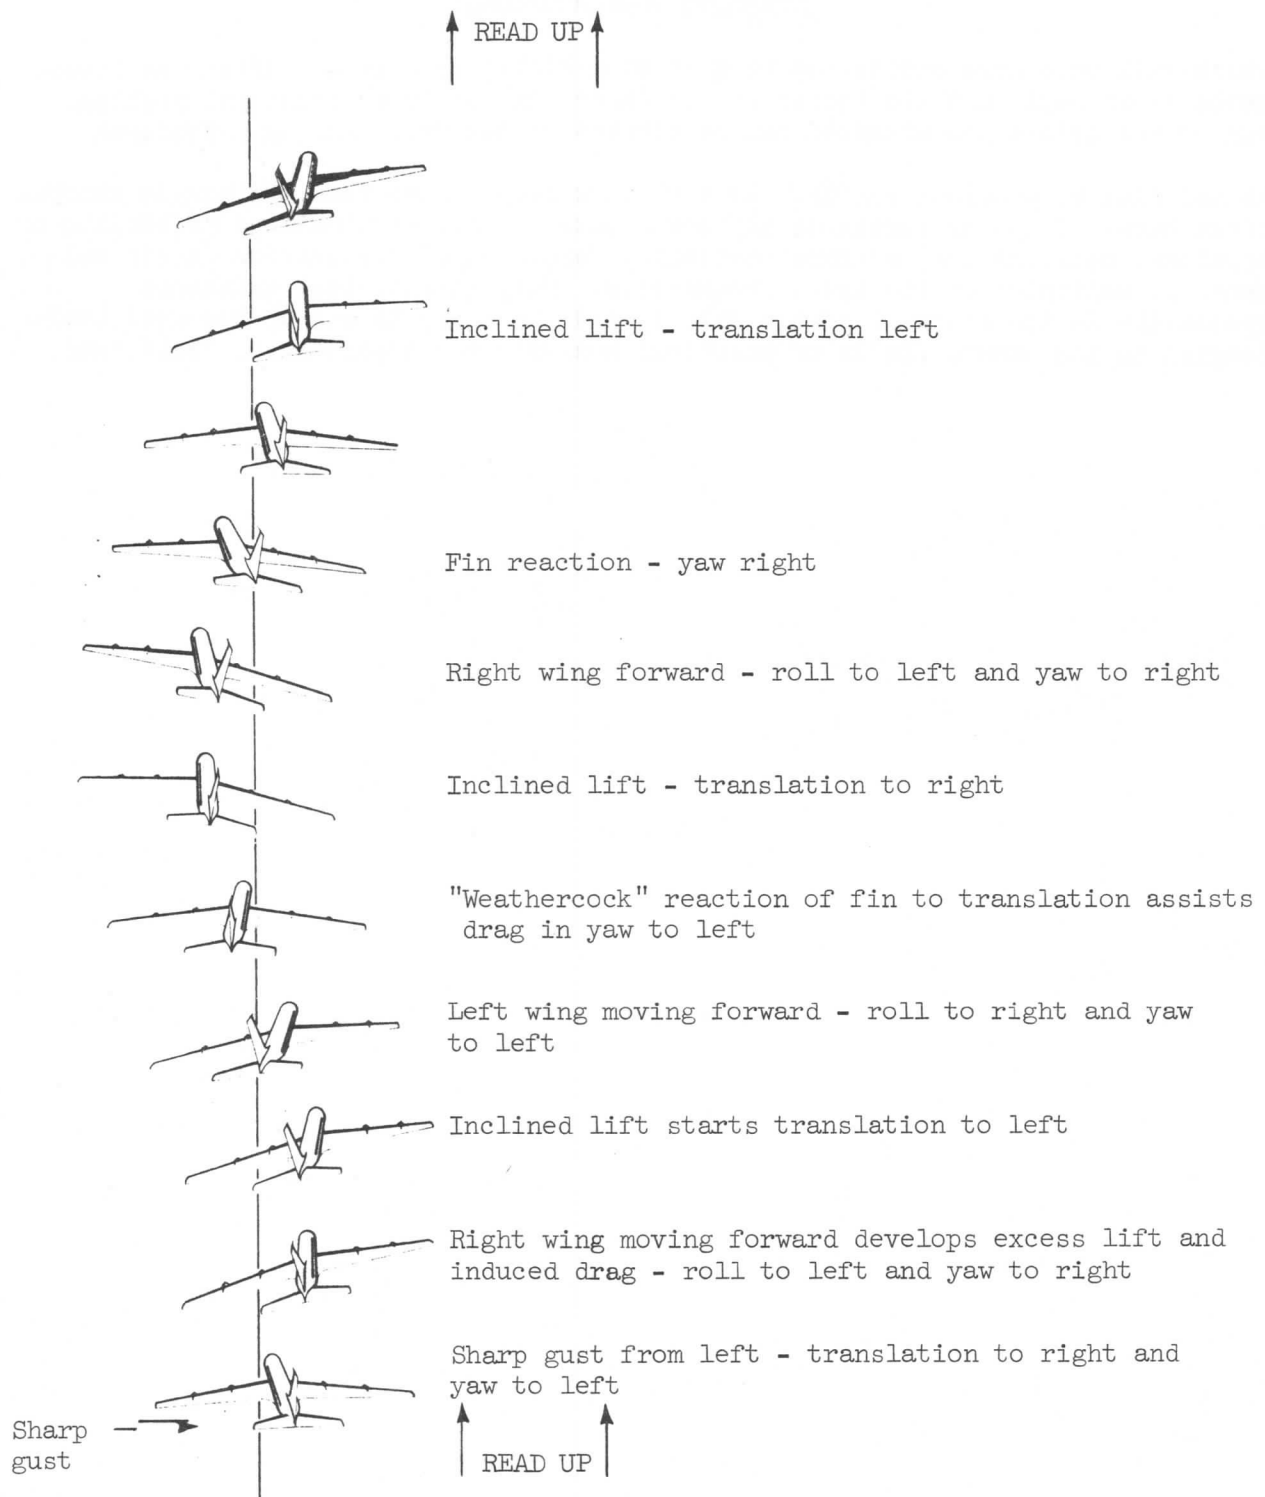 READ UP
Inclined lift - translation left
Fin reaction - yaw right
Right wing forward - roll to left and yaw to right
Inclined lift - translation to right
"Weathercock" reaction of fin to translation assists
drag in yaw to left
Left wing moving forward - roll to right and yaw
to left
Inclined lift starts translation to left
Right wing moving forward develops excess lift and
induced drag - roll to left and yaw to right
Sharp gust from left - translation to right and
yaw to left
Sharp
gust
READ UP